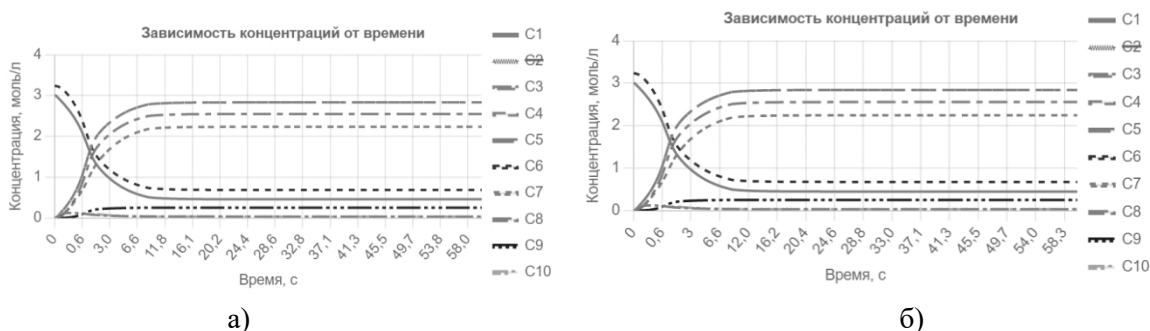 Зависимость концентраций от времени
Концентрация, моль/л
4
3
2
1
0
0
0,6
3,0
6,6
11,8
16,1
20,2
24,4
28,6
32,8
37,1
41,3
45,5
49,7
53,8
58,0
Время, с
C1
C2
C3
C4
C5
C6
C7
C8
C9
C10
а)
Зависимость концентраций от времени
Концентрация, моль/л
4
3
2
1
0
0
0,6
3
6,6
12,0
16,2
20,4
24,6
28,8
33,0
37,1
41,3
45,5
49,7
54,0
58,3
Время, с
C1
C2
C3
C4
C5
C6
C7
C8
C9
C10
б)